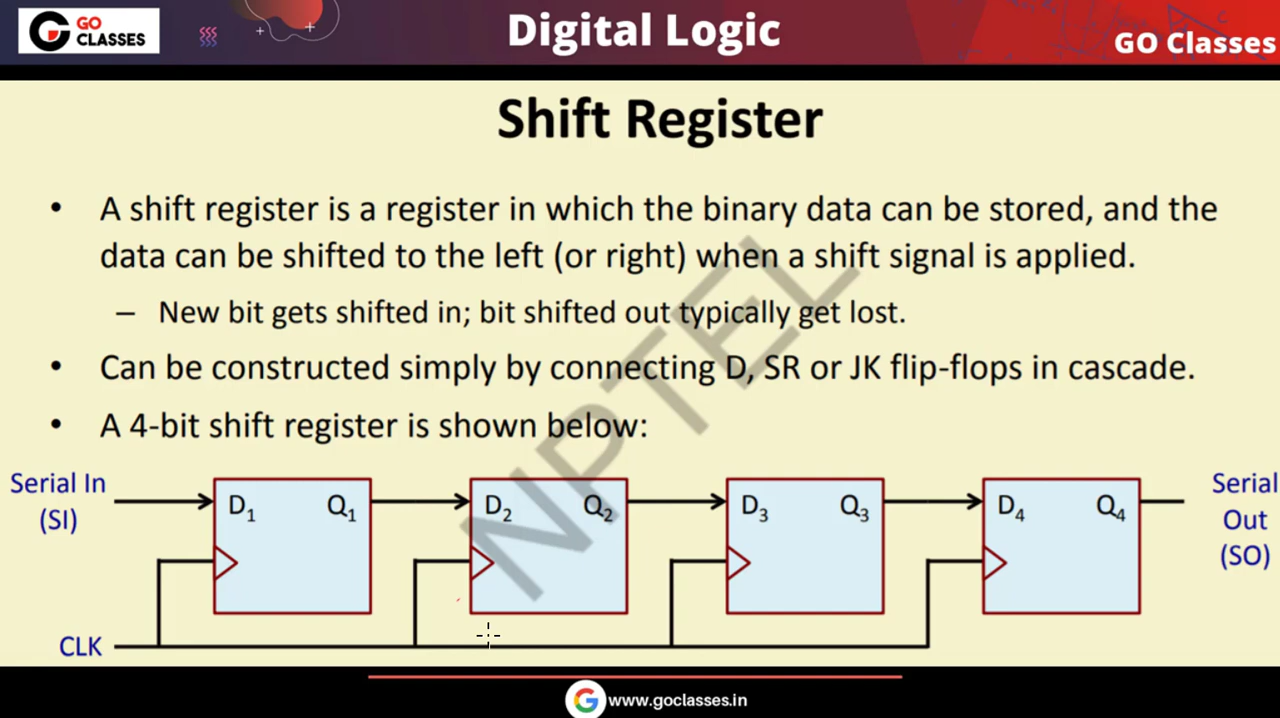 GO
CLASSES
Digital Logic
GO Classes
Shift Register
• A shift register is a register in which the binary data can be stored, and the
data can be shifted to the left (or right) when a shift signal is applied.
– New bit gets shifted in; bit shifted out typically get lost.
• Can be constructed simply by connecting D, SR or JK flip-flops in cascade.
• A 4-bit shift register is shown below:
NPTEL
Serial In
(SI)
D₁ Q₁ D₂ Q₂ D₃ Q₃ D₄ Q₄
Serial
Out
(SO)
CLK
www.goclasses.in